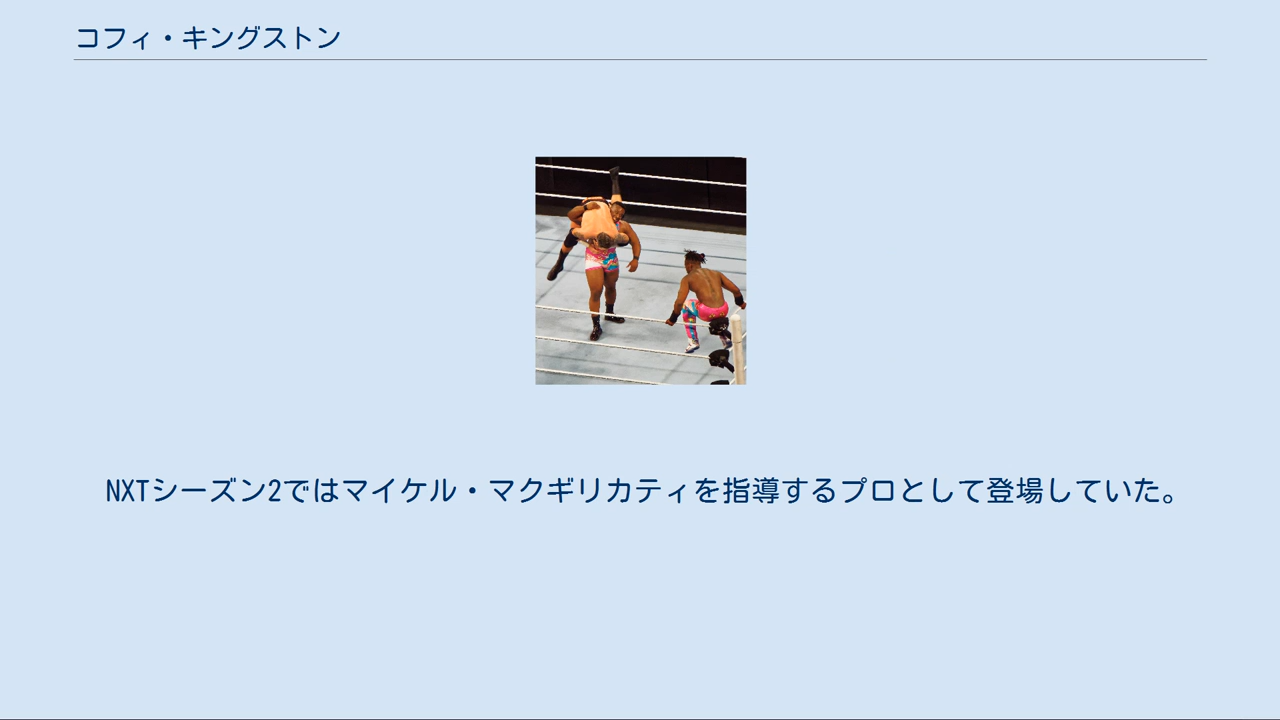 コフィ・キングストン
NXTシーズン2ではマイケル・マクギリカティを指導するプロとして登場していた。